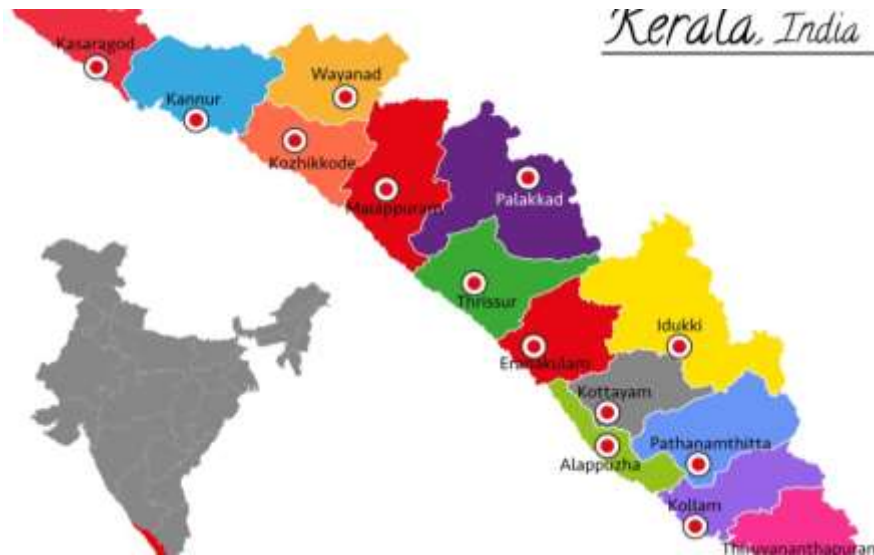 Kerala, India
Kasaragod
Wayanad
Kannur
Kozhikkode
Malappuram
Palakkad
Thrissur
Idukki
Ernakulam
Kottayam
Pathanamthitta
Alappuzha
Kollam